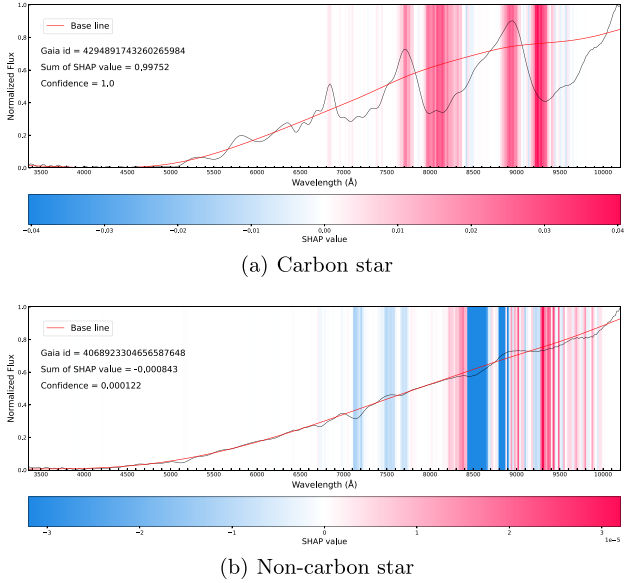 1.0
0.8
0.6
0.4
0.2
0.0
Normalized Flux
Base line
Gaia id = 4294891743260265984
Sum of SHAP value = 0,99752
Confidence = 1,0
3500 4000 4500 5000 5500 6000 6500 7000 7500 8000 8500 9000 9500 10000
Wavelength (Å)
−0.04 −0.03 −0.02 −0.01 0.00 0.01 0.02 0.03 0.04
SHAP value
(a) Carbon star
1.0
0.8
0.6
0.4
0.2
0.0
Normalized Flux
Base line
Gaia id = 4068923304656587648
Sum of SHAP value = -0,000843
Confidence = 0,000122
3500 4000 4500 5000 5500 6000 6500 7000 7500 8000 8500 9000 9500 10000
Wavelength (Å)
−3 −2 −1 0 1 2 3
SHAP value
1e−5
(b) Non-carbon star